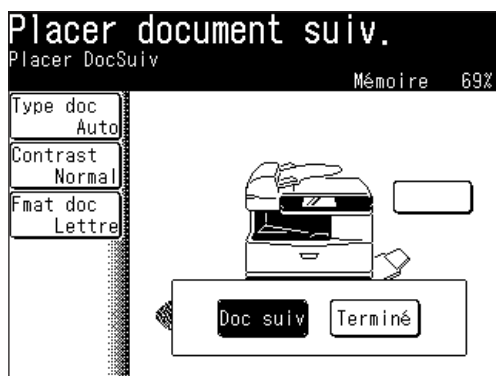 Placer document suiv.
Placer DocSuiv
Mémoire 69%
Type doc
Auto
Contrast
Normal
Fmat doc
Lettre
Doc suiv Terminé